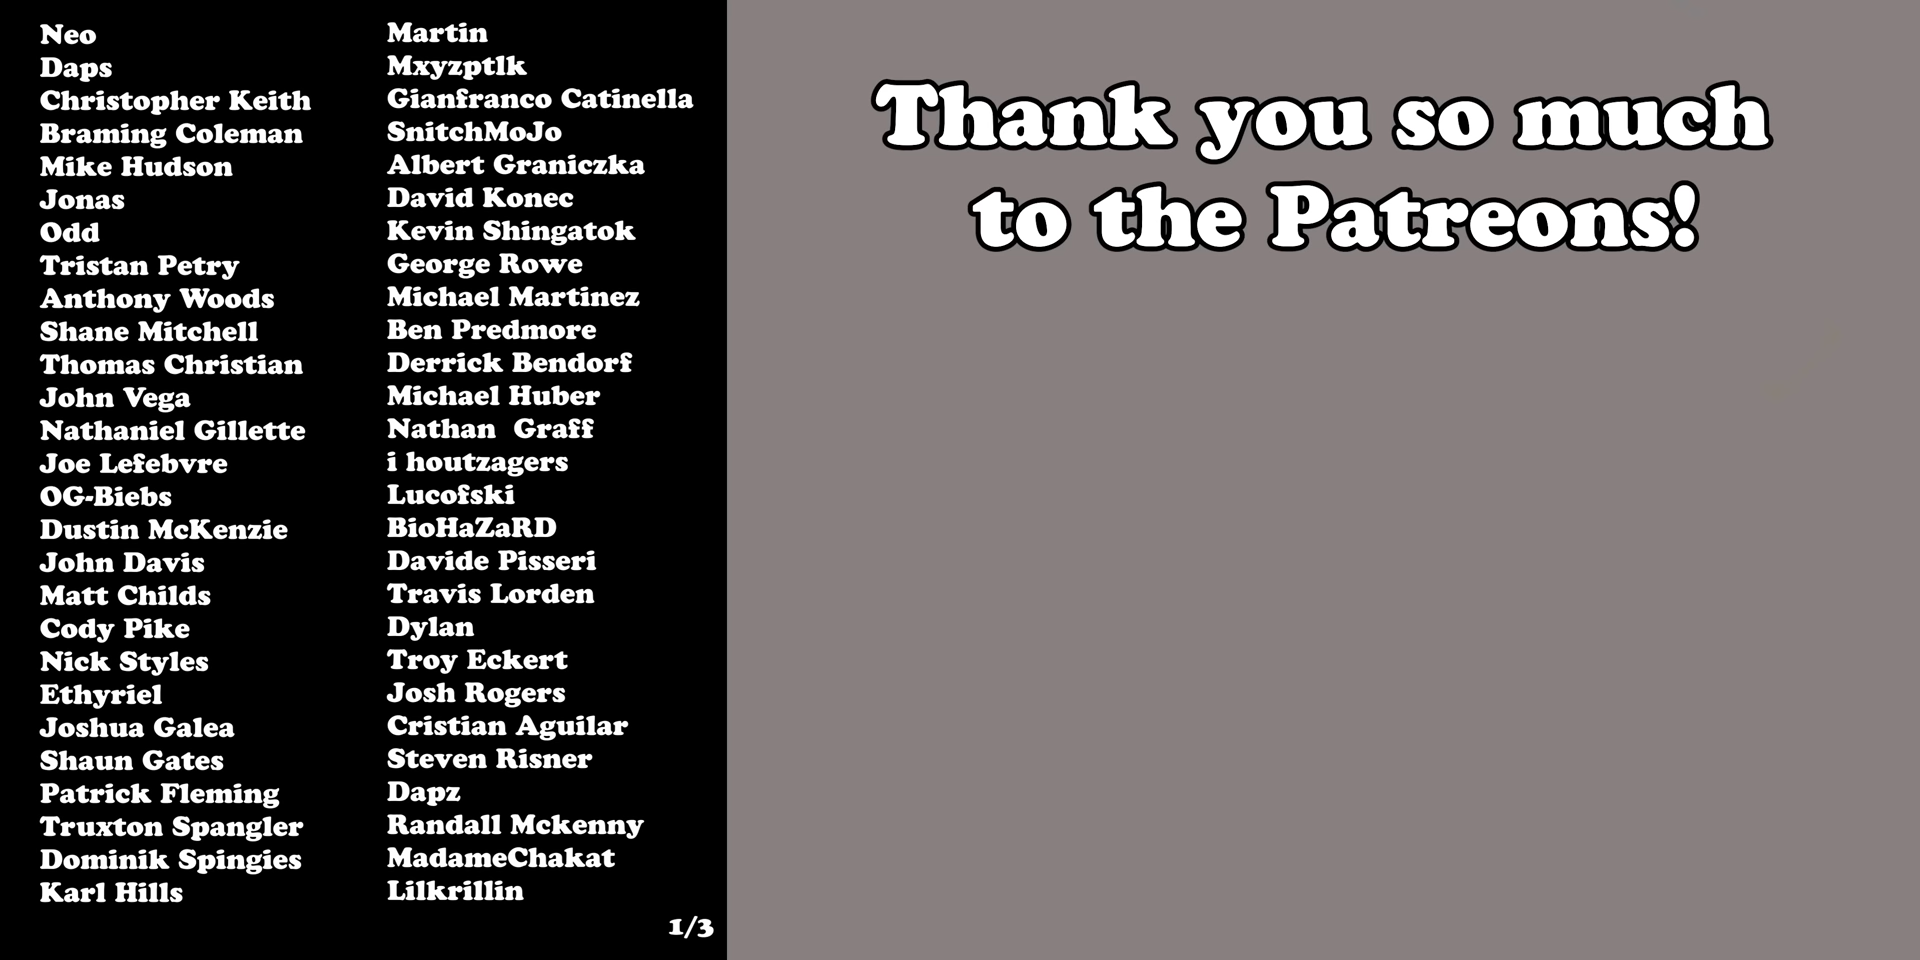 Neo
Daps
Christopher Keith
Braming Coleman
Mike Hudson
Jonas
Odd
Tristan Petry
Anthony Woods
Shane Mitchell
Thomas Christian
John Vega
Nathaniel Gillette
Joe Lefebvre
OG-Biebs
Dustin McKenzie
John Davis
Matt Childs
Cody Pike
Nick Styles
Ethyriel
Joshua Galea
Shaun Gates
Patrick Fleming
Truxton Spangler
Dominik Spingies
Karl Hills
Martin
Mxyzptlk
Gianfranco Catinella
SnitchMoJo
Albert Graniczka
David Konec
Kevin Shingatok
George Rowe
Michael Martinez
Ben Predmore
Derrick Bendorf
Michael Huber
Nathan  Graff
i houtzagers
Lucofski
BioHaZaRD
Davide Pisseri
Travis Lorden
Dylan
Troy Eckert
Josh Rogers
Cristian Aguilar
Steven Risner
Dapz
Randall Mckenny
MadameChakat
Lilkrillin
1/3
Thank you so much
to the Patreons!